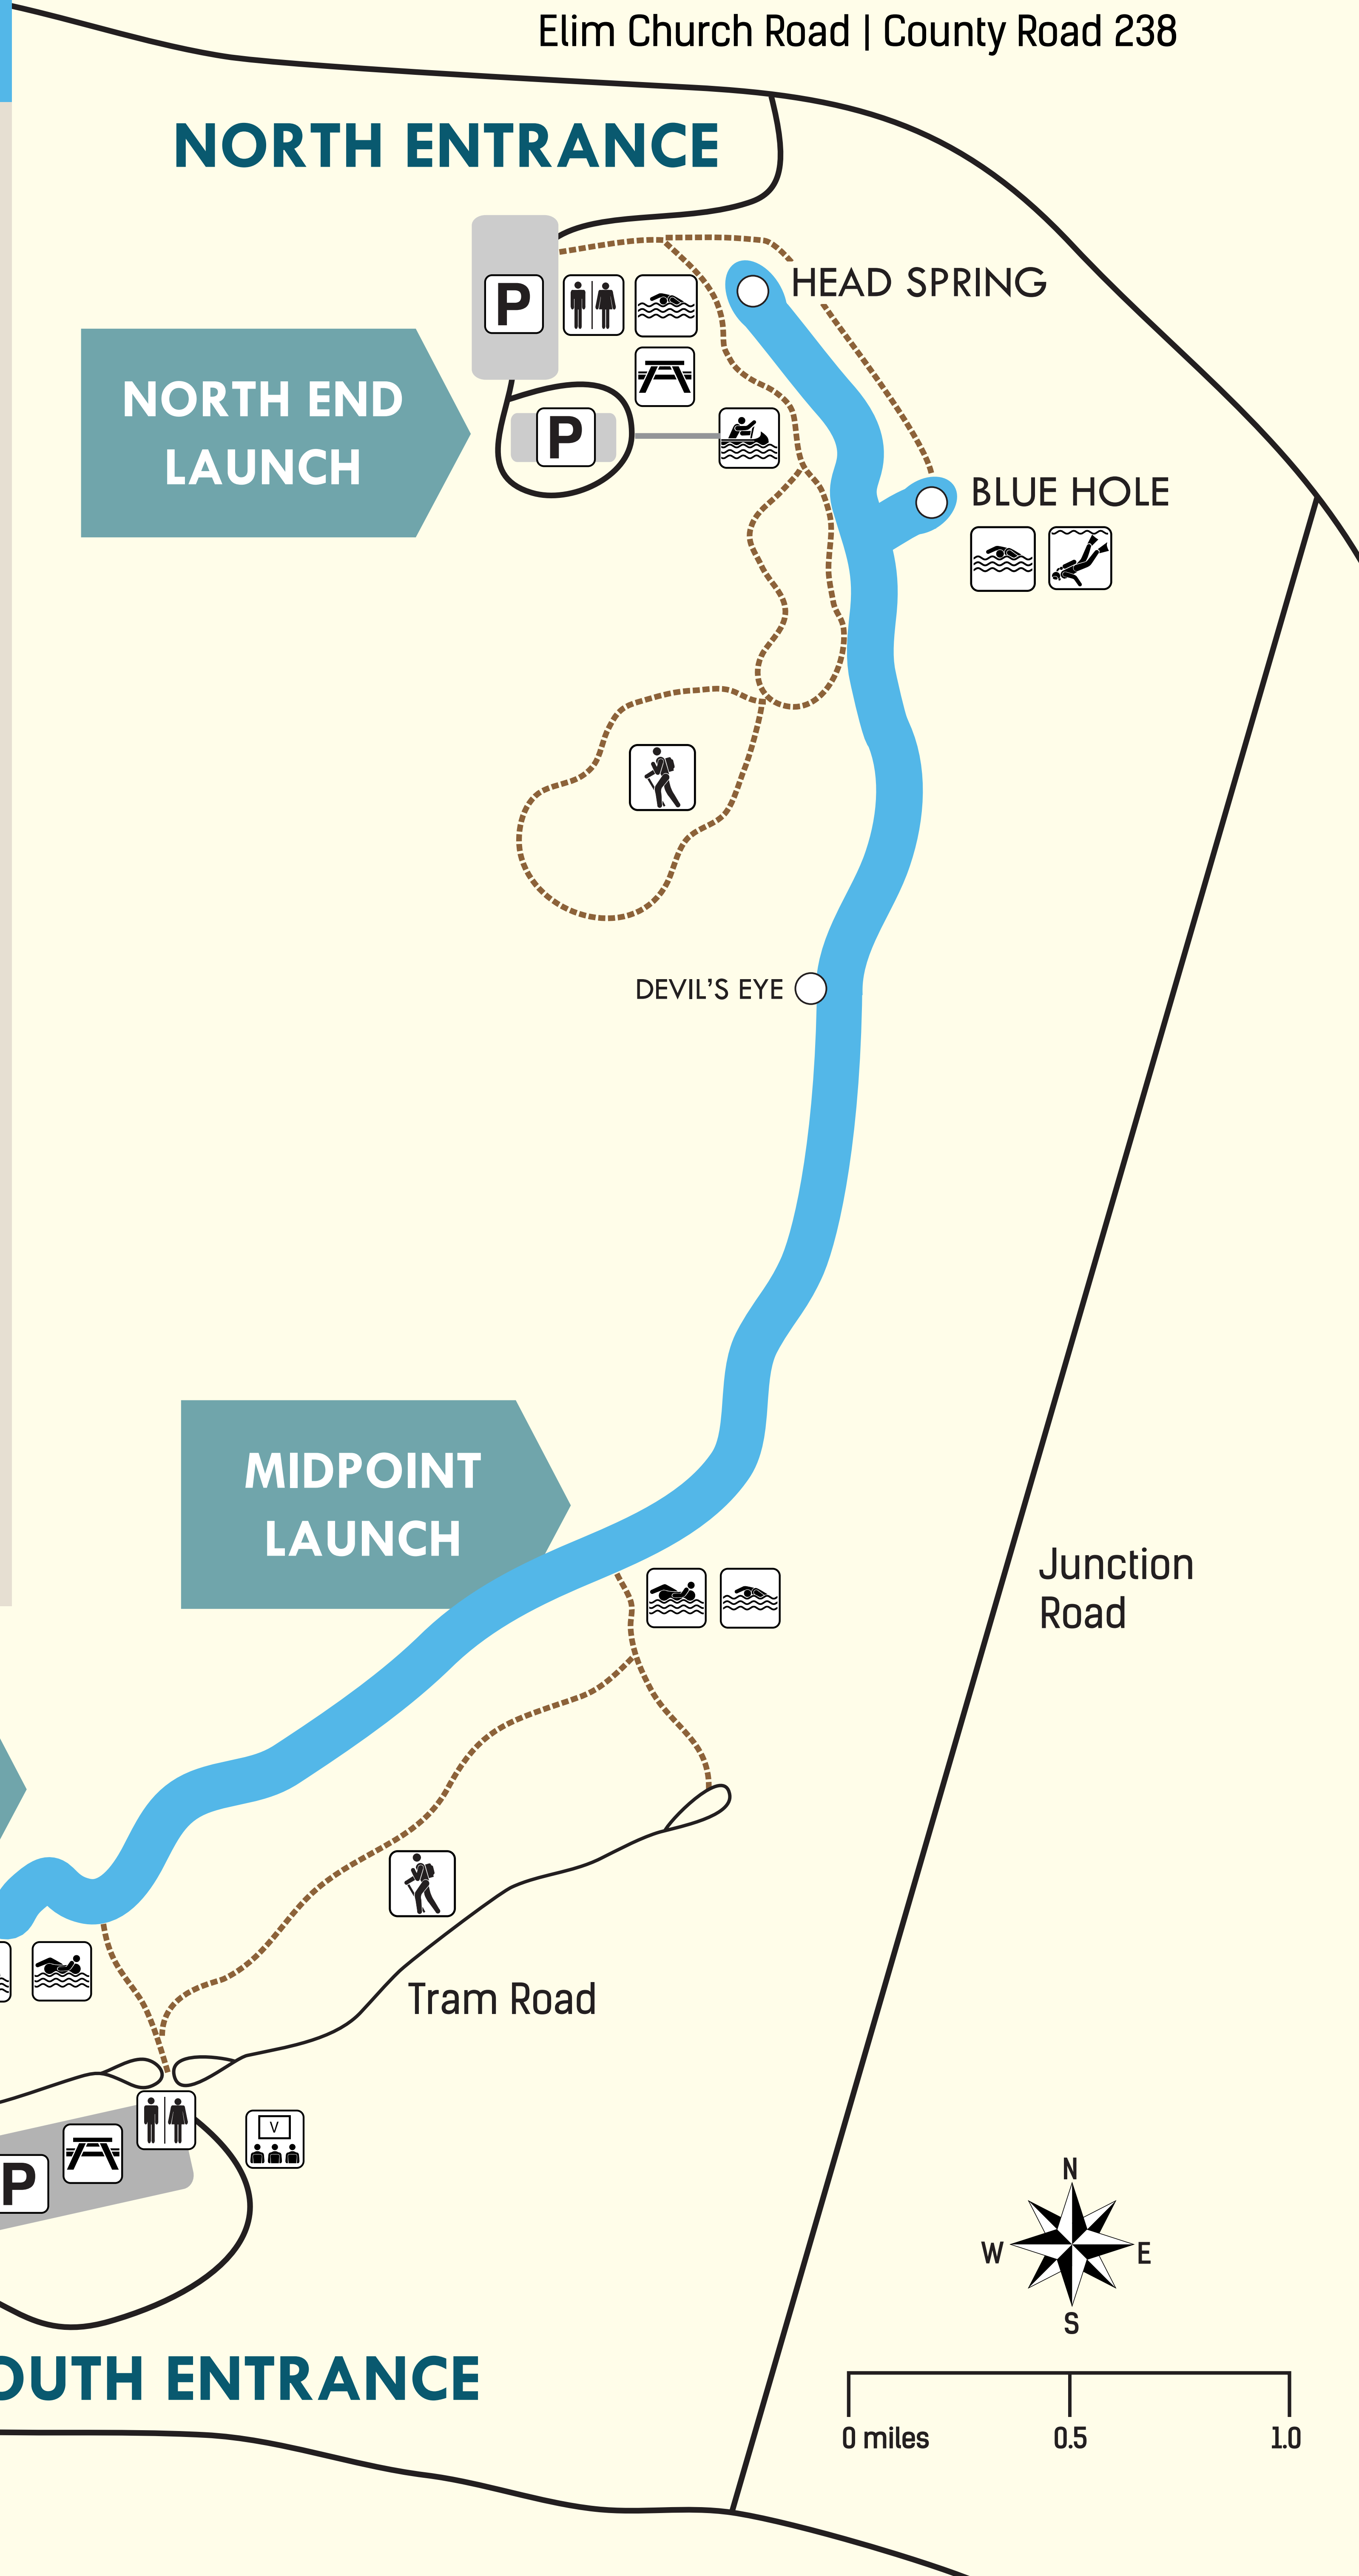 Elim Church Road | County Road 238
NORTH ENTRANCE
HEAD SPRING
P
NORTH END
LAUNCH
P
BLUE HOLE
DEVIL'S EYE
MIDPOINT
LAUNCH
Junction
Road
Tram Road
V
P
N
W
E
S
OUTH ENTRANCE
0 miles
0.5
1.0